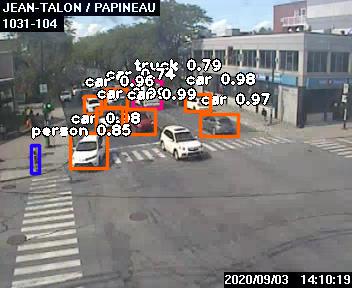 JEAN-TALON / PAPINEAU
1031-104
truck 0.79
car 0.96
car 0.98
car 0.99
car 0.97
car 0.98
person 0.85
2020/09/03 14:10:19